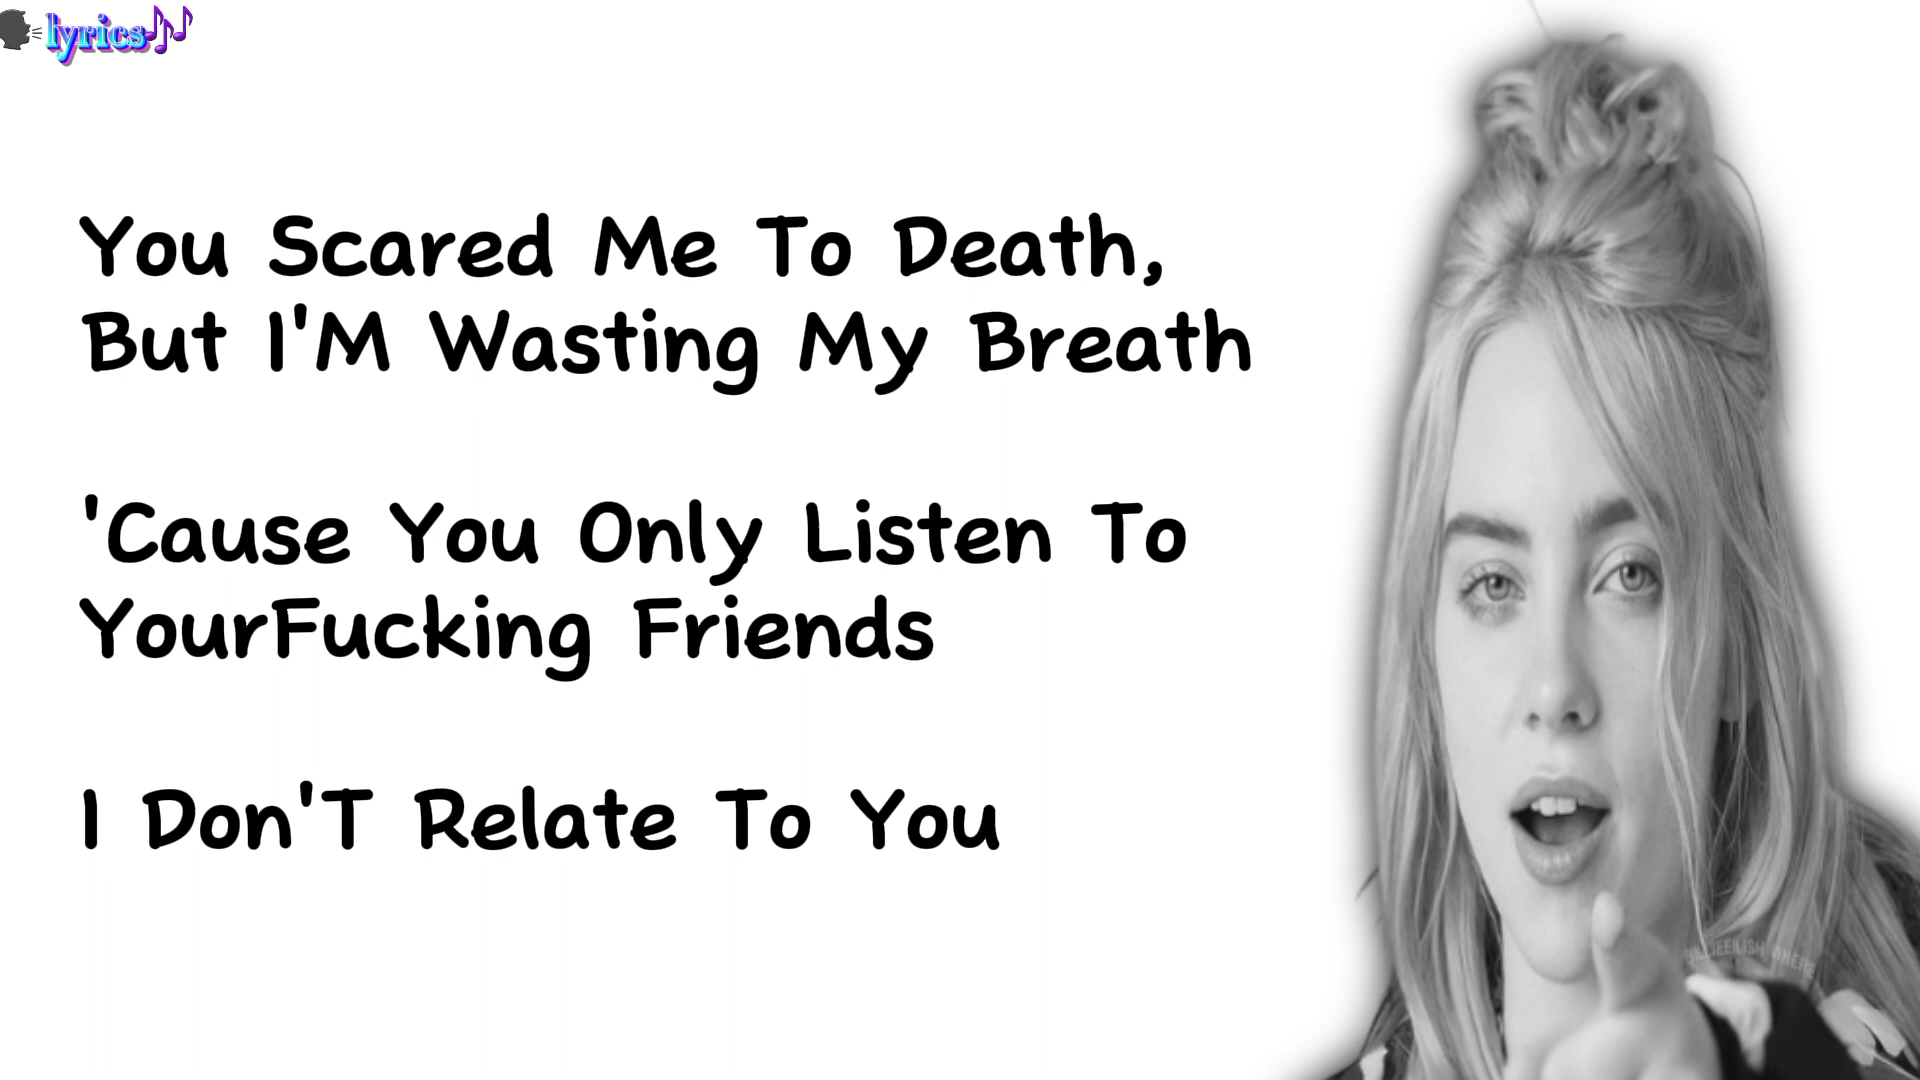 lyrics
You Scared Me To Death,
But I'M Wasting My Breath
'Cause You Only Listen To
YourFucking Friends
I Don'T Relate To You